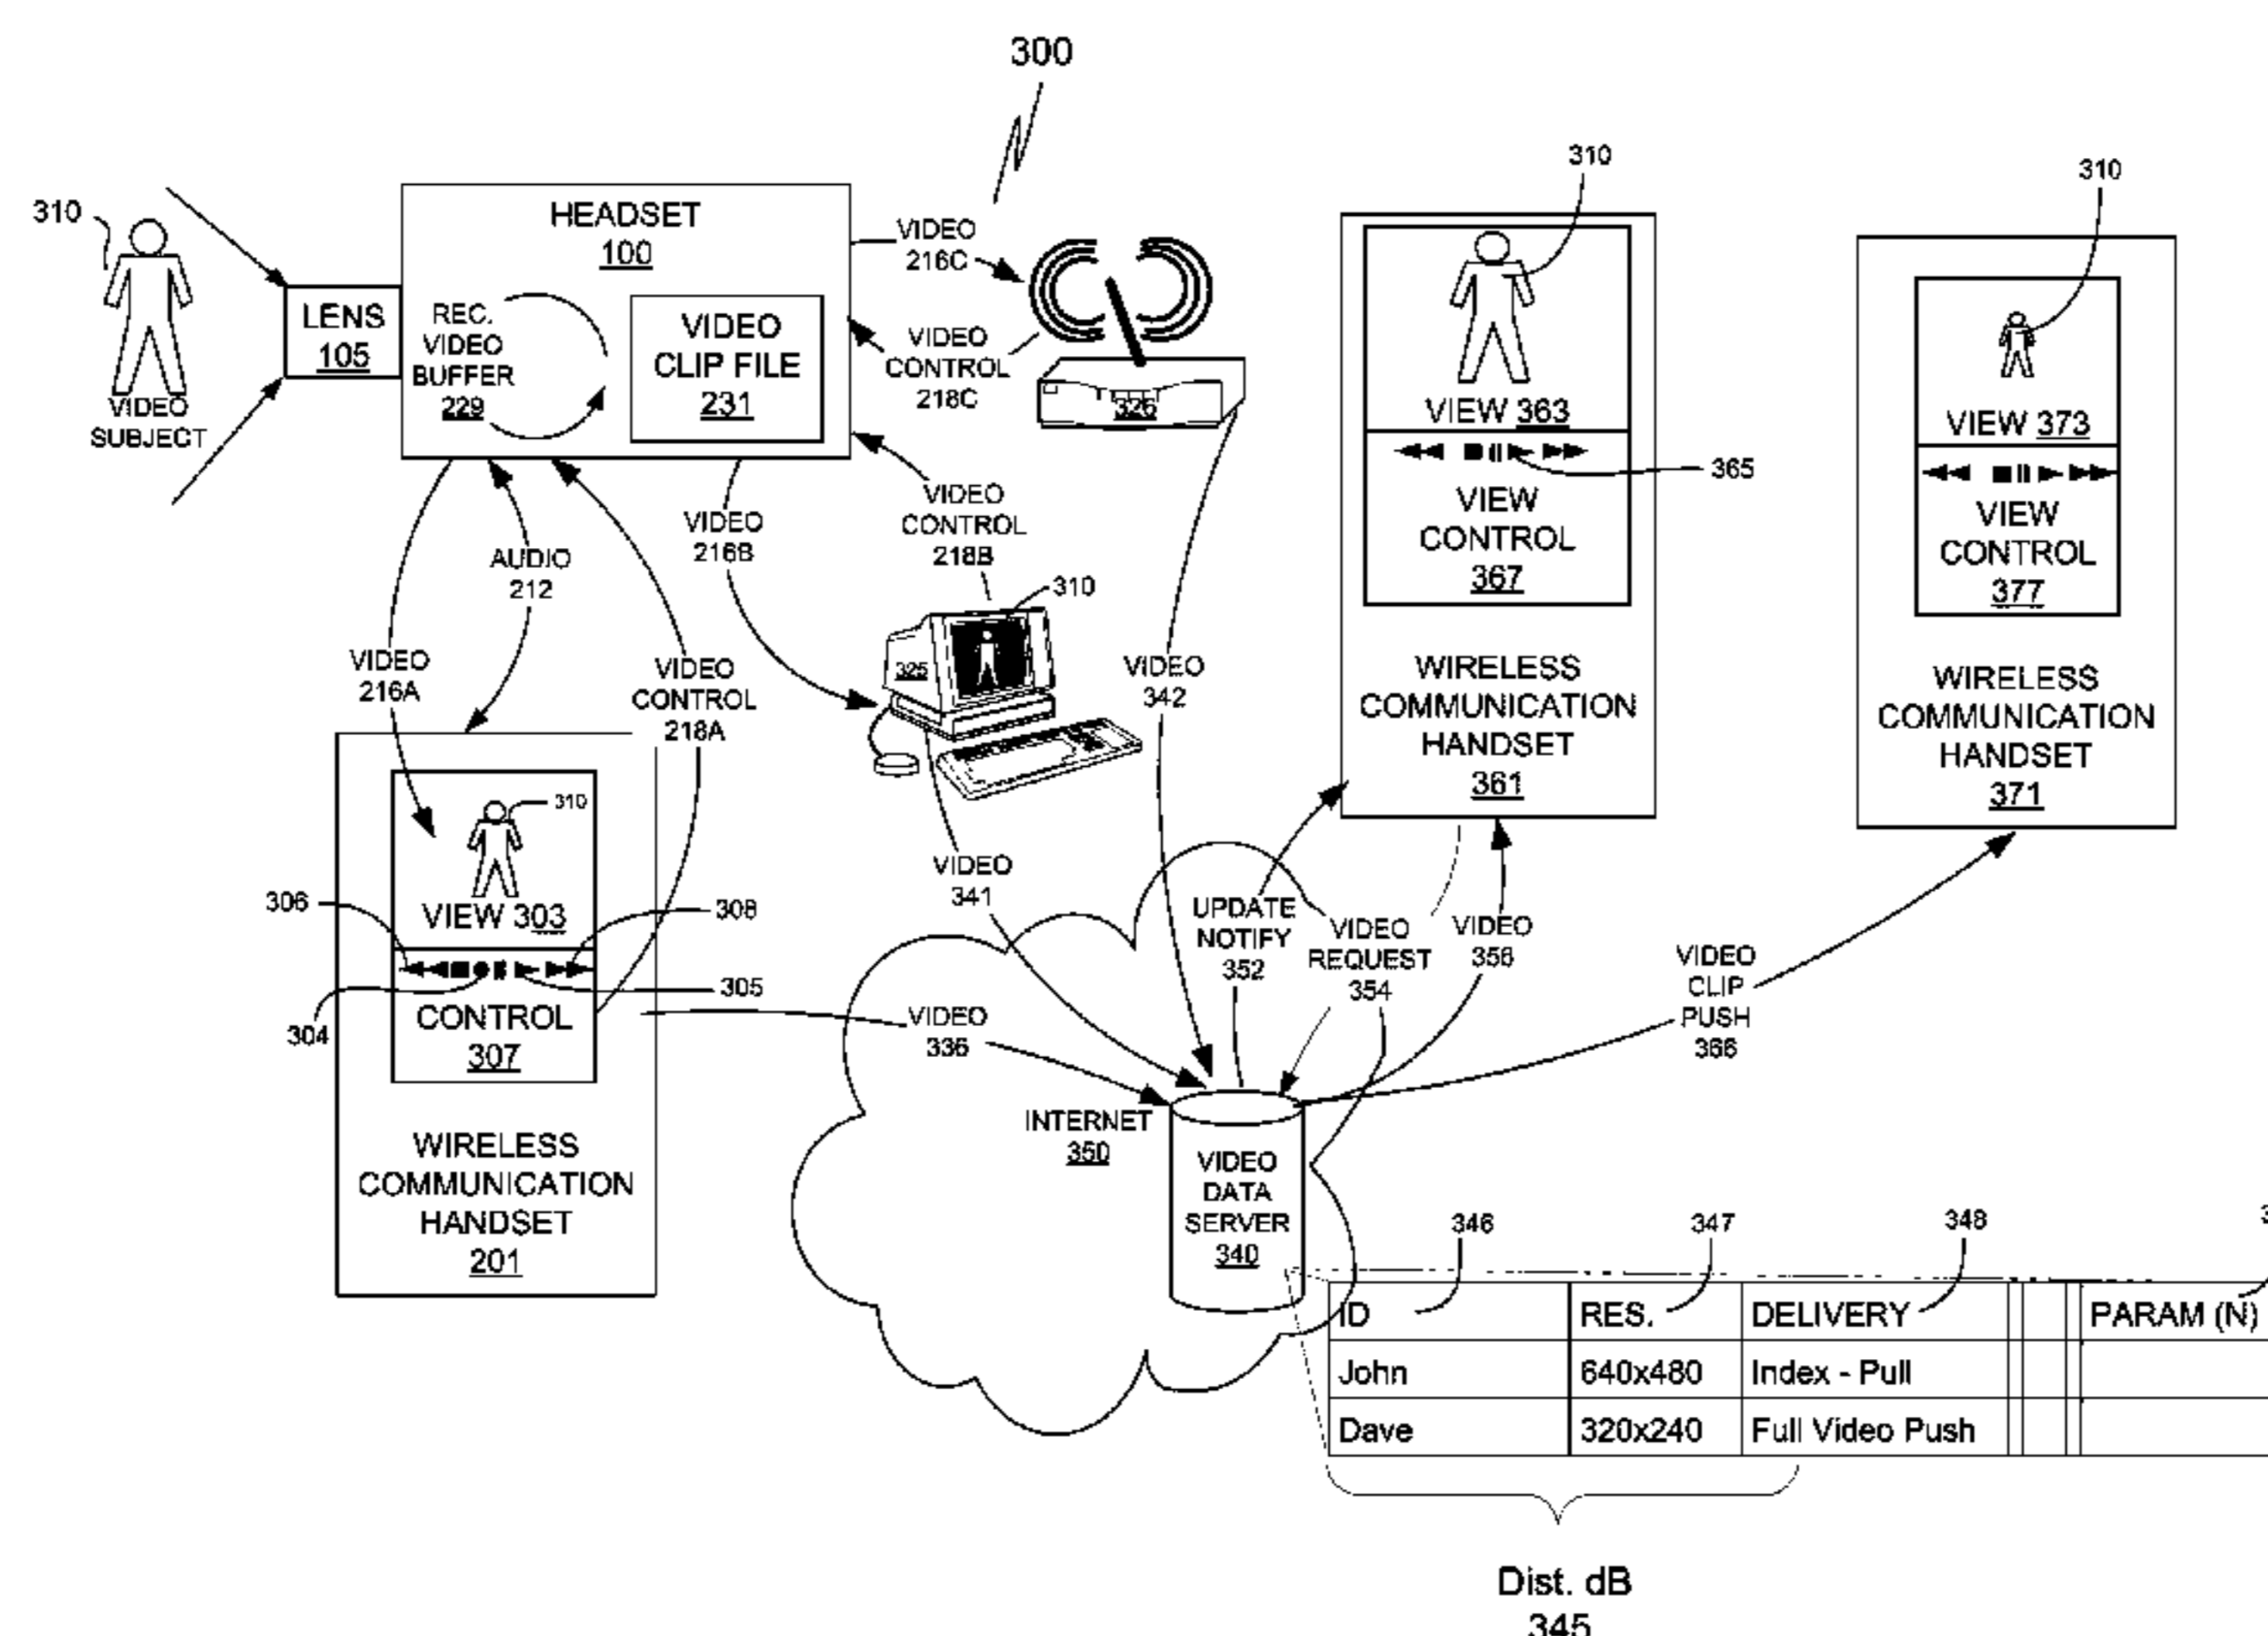 300
310
VIDEO
SUBJECT
LENS
105
HEADSET
100
REC.
VIDEO
BUFFER
229
VIDEO
CLIP FILE
231
VIDEO
216C
VIDEO
CONTROL
218C
326
310
VIEW 363
365
VIEW
CONTROL
367
WIRELESS
COMMUNICATION
HANDSET
361
310
VIEW 373
VIEW
CONTROL
377
WIRELESS
COMMUNICATION
HANDSET
371
VIDEO
216A
AUDIO
212
VIDEO
CONTROL
218A
VIDEO
216B
VIDEO
CONTROL
218B
310
325
VIDEO
342
VIDEO
341
310
VIEW 303
306
308
304
305
CONTROL
307
WIRELESS
COMMUNICATION
HANDSET
201
VIDEO
336
UPDATE
NOTIFY
352
VIDEO
REQUEST
354
VIDEO
356
VIDEO
CLIP
PUSH
366
INTERNET
350
VIDEO
DATA
SERVER
340
346
347
348
ID RES. DELIVERY PARAM (N)
John 640x480 Index - Pull
Dave 320x240 Full Video Push
Dist. dB
345